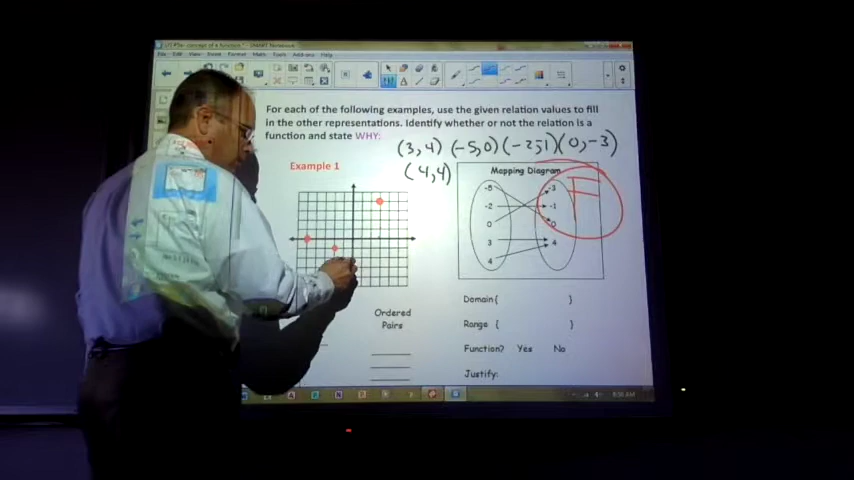 For each of the following examples, use the given relation values to fill
in the other representations. Identify whether or not the relation is a
function and state WHY:
(3,4) (-5,0) (-2,-1) (0,-3)
(4,4)
Example 1
Mapping Diagram
-5
-2
0
3
4
-3
-1
0
4
Ordered
Pairs
Domain{ }
Range { }
Function? Yes No
Justify: